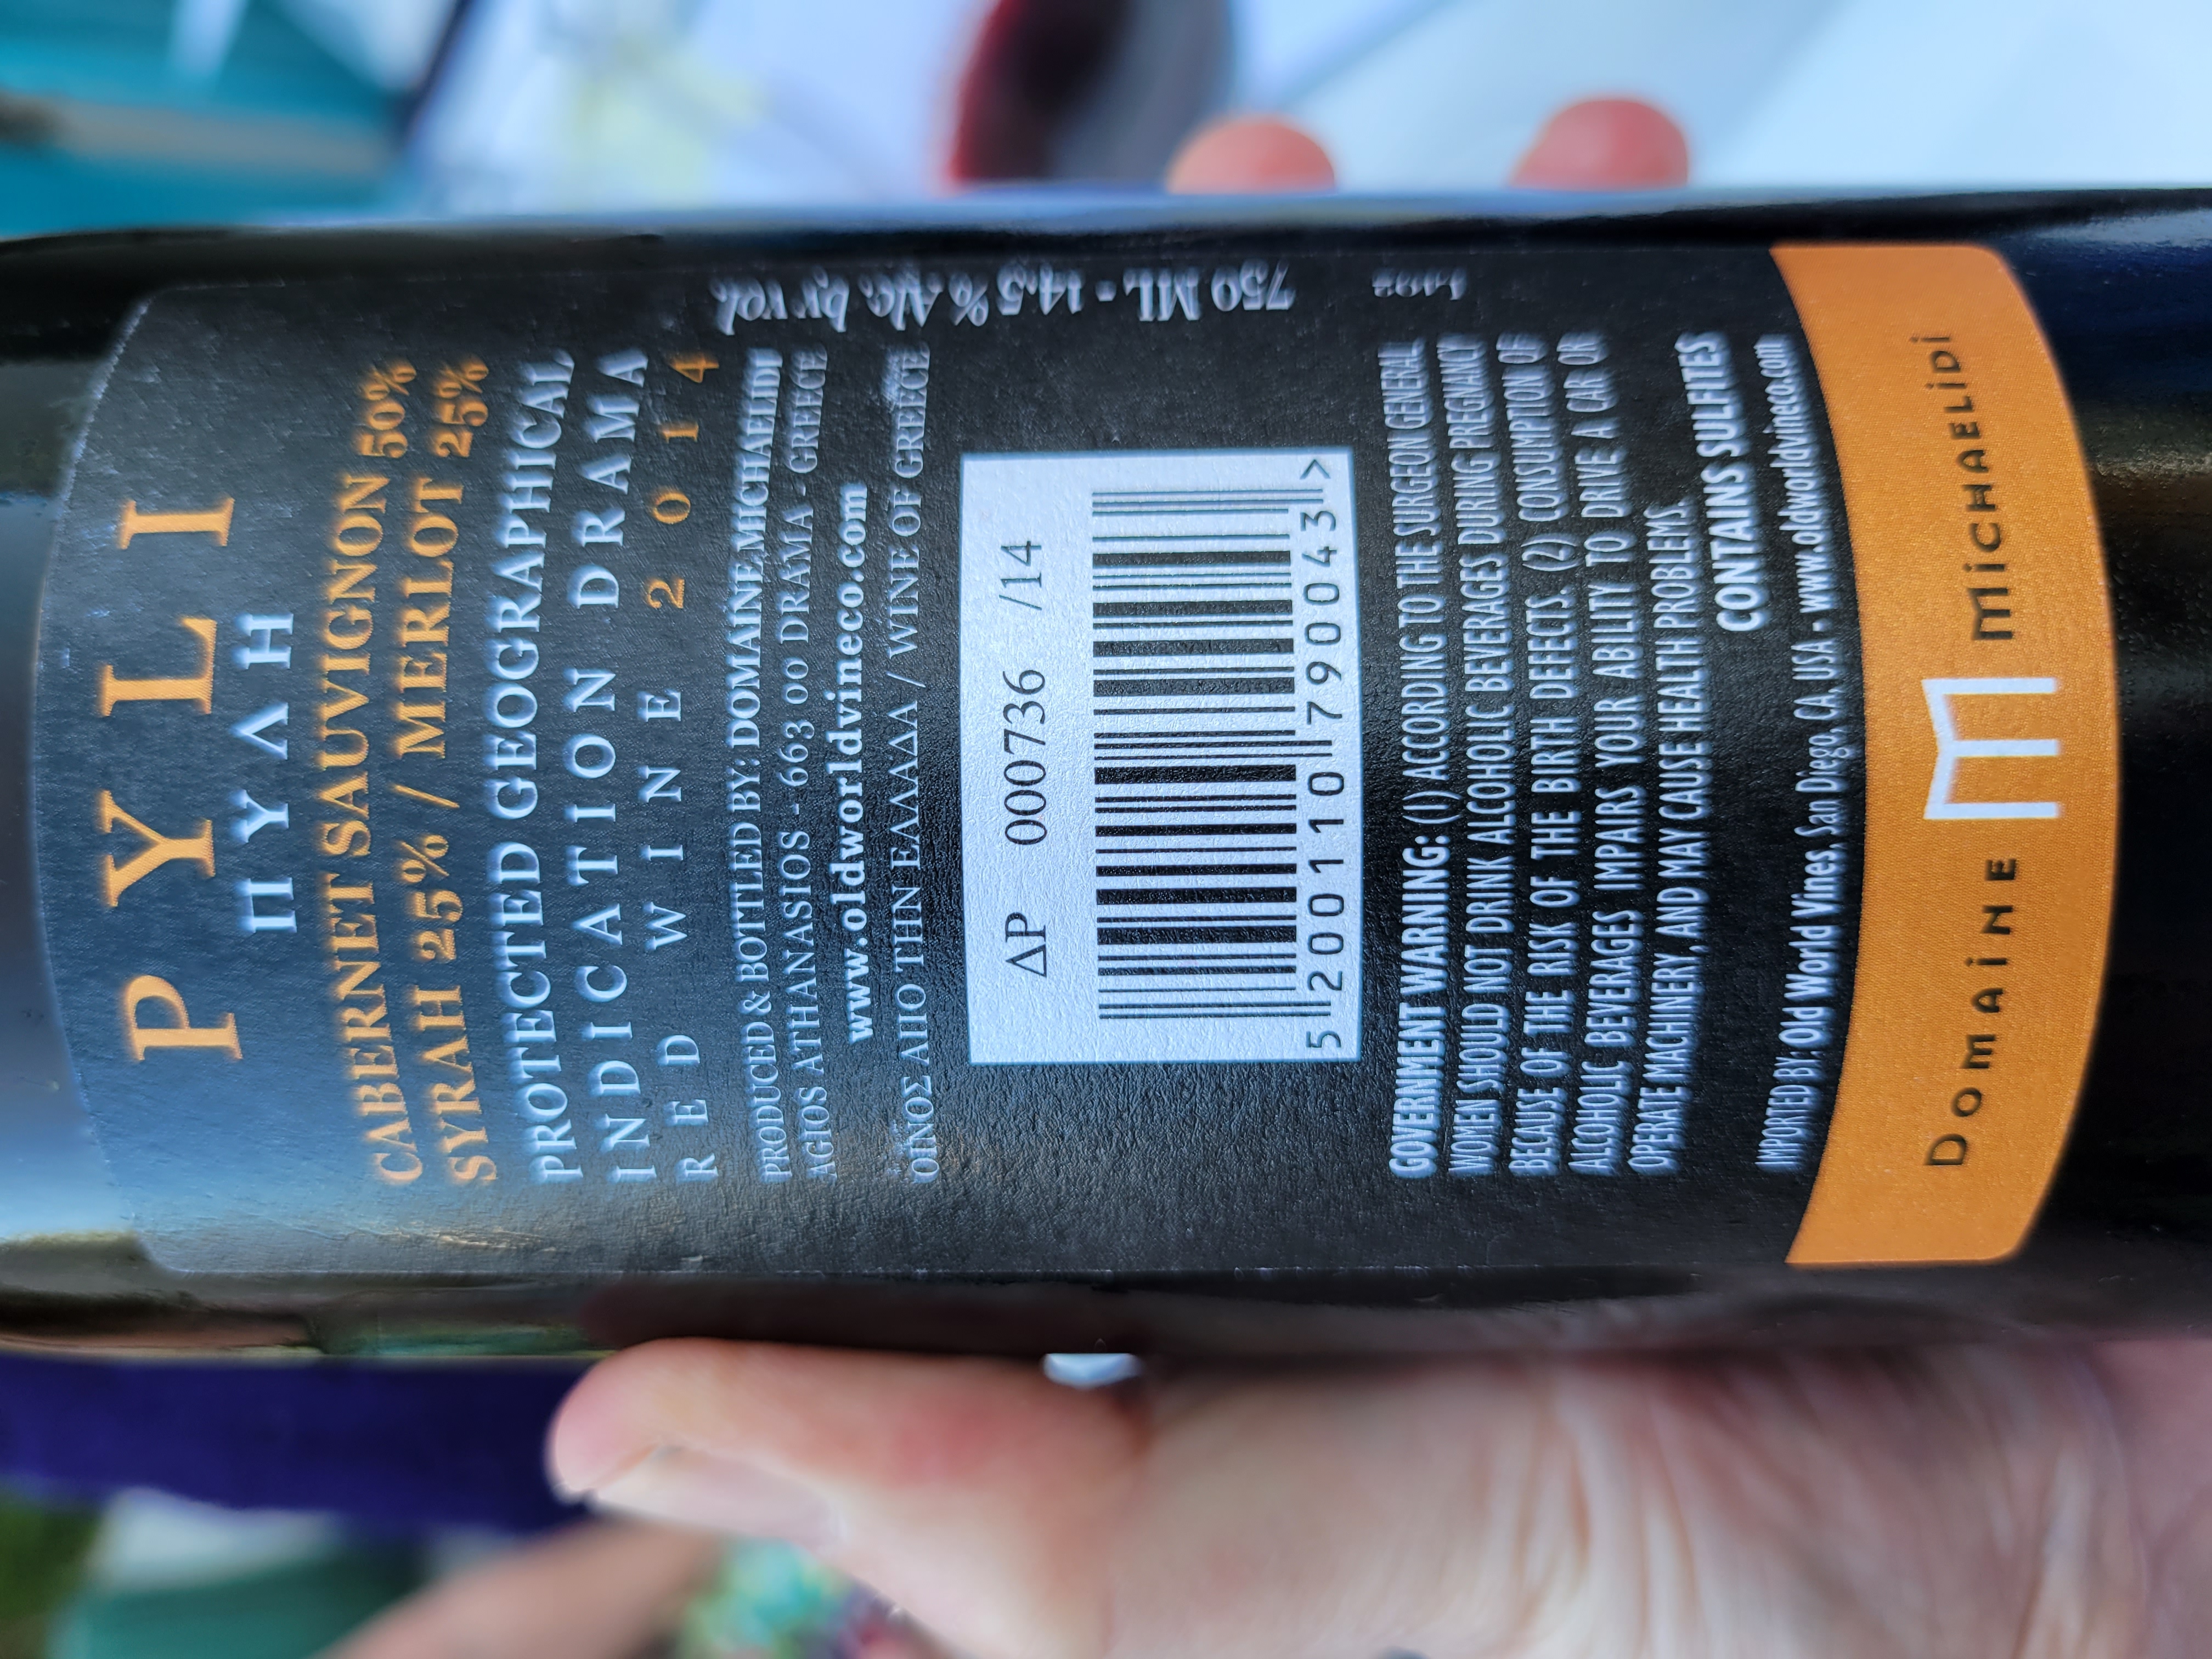 PYLI
ΠΥΛΗ
CABERNET SAUVIGNON 50%
SYRAH 25% / MERLOT 25%
PROTECTED GEOGRAPHICAL
INDICATION DRAMA
RED WINE 2014
PRODUCED & BOTTLED BY: DOMAINE MICHAELIDI
AGIOS ATHANASIOS - 663 00 DRAMA - GREECE
www.oldworldvineco.com
ΟΙΝΟΣ ΑΠΟ ΤΗΝ ΕΛΛΑΔΑ / WINE OF GREECE
750 ML - 14,5 % Alc. by vol.
ΔΡ 000736 /14
5 200110 790043 >
GOVERNMENT WARNING: (1) ACCORDING TO THE SURGEON GENERAL
WOMEN SHOULD NOT DRINK ALCOHOLIC BEVERAGES DURING PREGNANCY
BECAUSE OF THE RISK OF THE BIRTH DEFECTS. (2) CONSUMPTION OF
ALCOHOLIC BEVERAGES IMPAIRS YOUR ABILITY TO DRIVE A CAR OR
OPERATE MACHINERY, AND MAY CAUSE HEALTH PROBLEMS.
CONTAINS SULFITES
IMPORTED BY: Old World Vines, San Diego, CA, USA - www.oldworldvineco.com
DOMAINE M MICHAELIDI